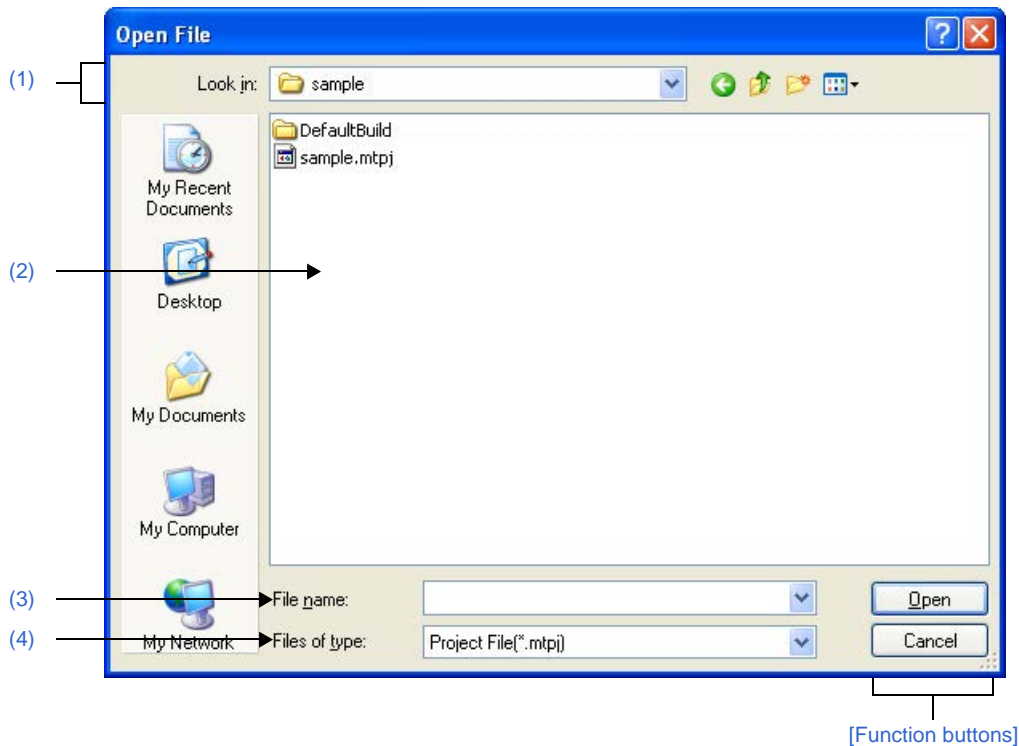 Open File
(1)
Look in:
sample
DefaultBuild
sample.mtpj
My Recent
Documents
(2)
Desktop
My Documents
My Computer
(3)
File name:
Open
(4)
My Network
Files of type:
Project File(*.mtpj)
Cancel
[Function buttons]